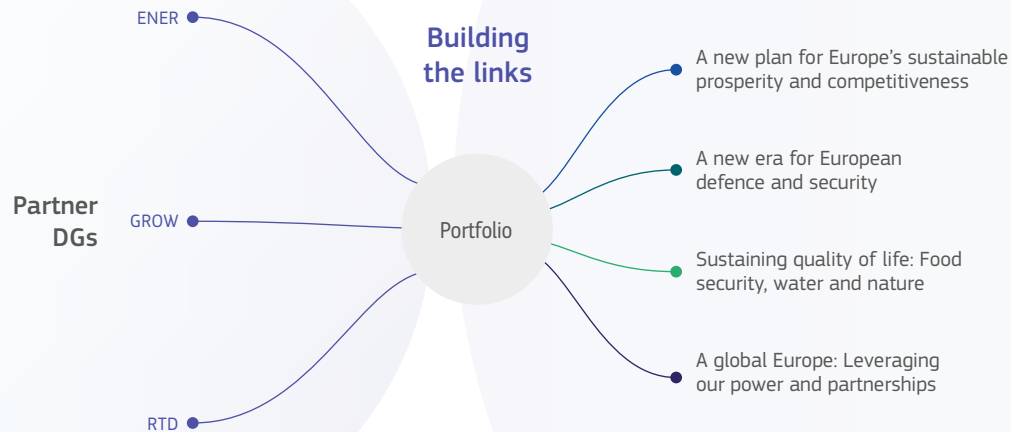 Building
the links
Partner
DGs
ENER
GROW
RTD
Portfolio
A new plan for Europe’s sustainable
prosperity and competitiveness
A new era for European
defence and security
Sustaining quality of life: Food
security, water and nature
A global Europe: Leveraging
our power and partnerships